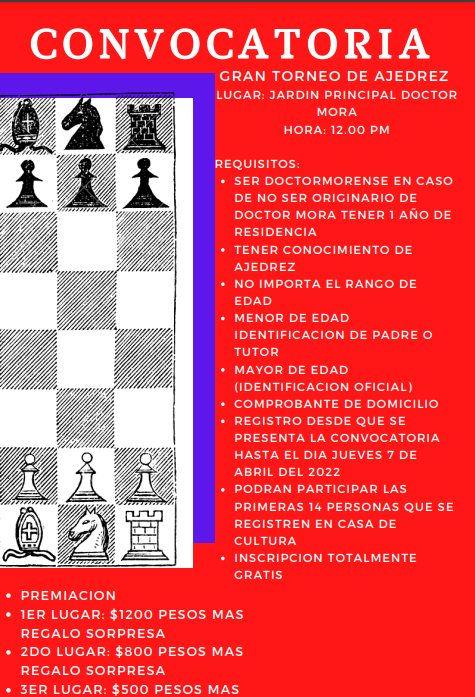 CONVOCATORIA
GRAN TORNEO DE AJEDREZ
LUGAR: JARDIN PRINCIPAL DOCTOR
MORA
HORA: 12.00 PM
REQUISITOS:
• SER DOCTORMORENSE EN CASO
DE NO SER ORIGINARIO DE
DOCTOR MORA TENER 1 AÑO DE
RESIDENCIA
• TENER CONOCIMIENTO DE
AJEDREZ
• NO IMPORTA EL RANGO DE
EDAD
• MENOR DE EDAD
IDENTIFICACION DE PADRE O
TUTOR
• MAYOR DE EDAD
(IDENTIFICACION OFICIAL)
• COMPROBANTE DE DOMICILIO
• REGISTRO DESDE QUE SE
PRESENTA LA CONVOCATORIA
HASTA EL DIA JUEVES 7 DE
ABRIL DEL 2022
• PODRAN PARTICIPAR LAS
PRIMERAS 14 PERSONAS QUE SE
REGISTREN EN CASA DE
CULTURA
• INSCRIPCION TOTALMENTE
GRATIS
• PREMIACION
• 1ER LUGAR: $1200 PESOS MAS
REGALO SORPRESA
• 2DO LUGAR: $800 PESOS MAS
REGALO SORPRESA
• 3ER LUGAR: $500 PESOS MAS